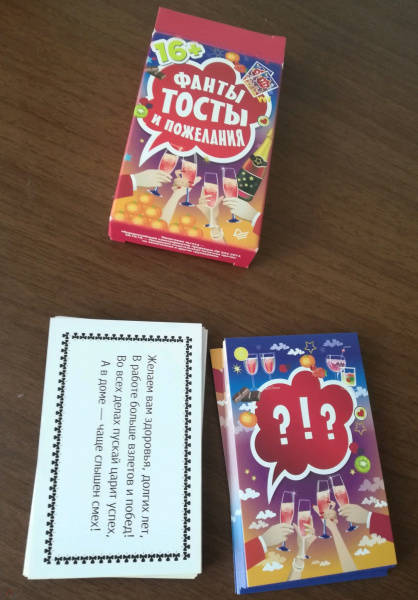 16+
ФАНТЫ
ТОСТЫ
И ПОЖЕЛАНИЯ
Желаем вам здоровья, долгих лет,
В работе больше взлетов и побед!
Во всех делах пускай царит успех,
А в доме — чаще слышен смех!
?!?